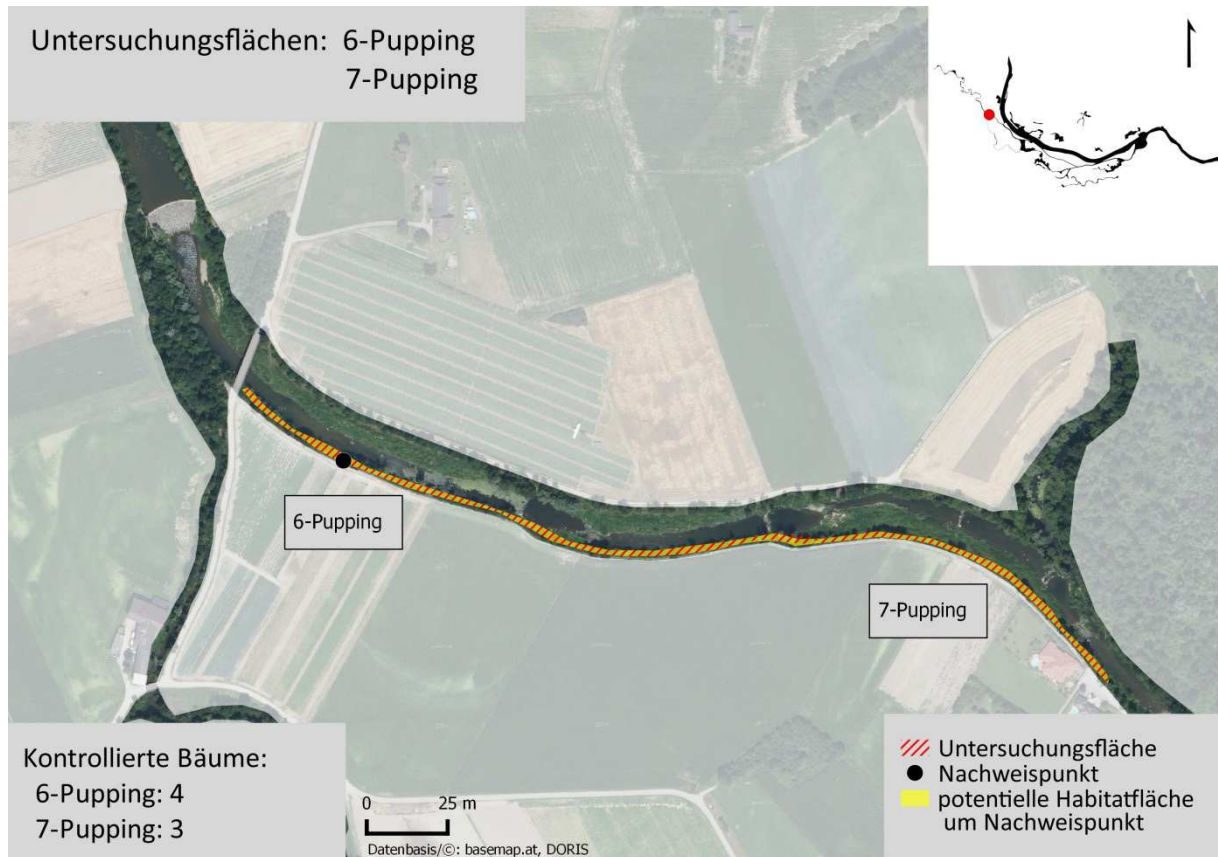 Untersuchungsflächen: 6-Pupping
7-Pupping
6-Pupping
7-Pupping
Kontrollierte Bäume:
6-Pupping: 4
7-Pupping: 3
0 25 m
Datenbasis/©: basemap.at, DORIS
Untersuchungsfläche
Nachweispunkt
potentielle Habitatfläche
um Nachweispunkt